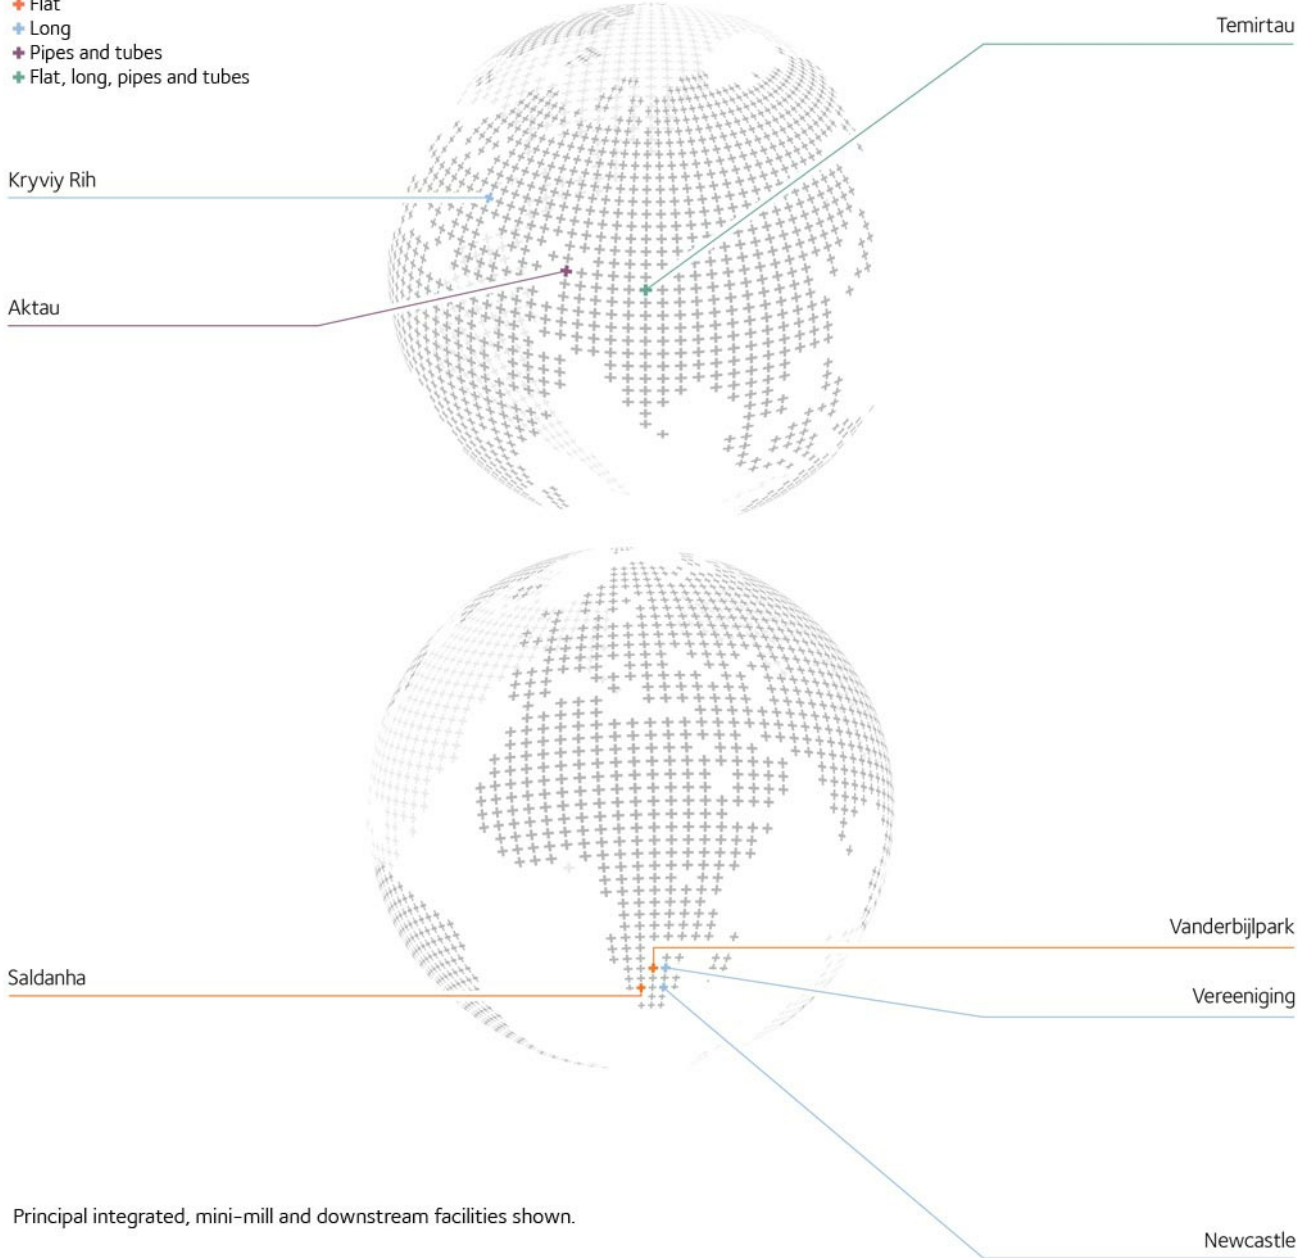 Flat
Long
Pipes and tubes
Flat, long, pipes and tubes
Temirtau
Kryviy Rih
Aktau
Vanderbijlpark
Saldanha
Vereeniging
Principal integrated, mini-mill and downstream facilities shown.
Newcastle